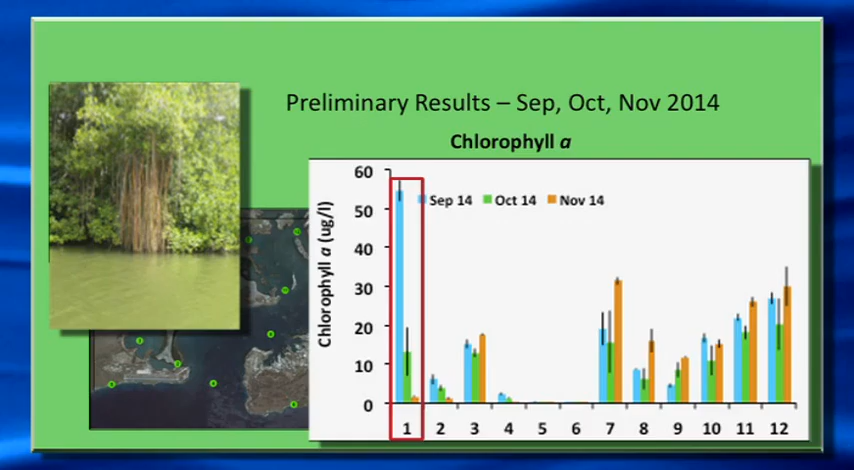 Preliminary Results – Sep, Oct, Nov 2014
Chlorophyll a
Chlorophyll a (ug/l)
60
50
40
30
20
10
0
Sep 14 Oct 14 Nov 14
1 2 3 4 5 6 7 8 9 10 11 12